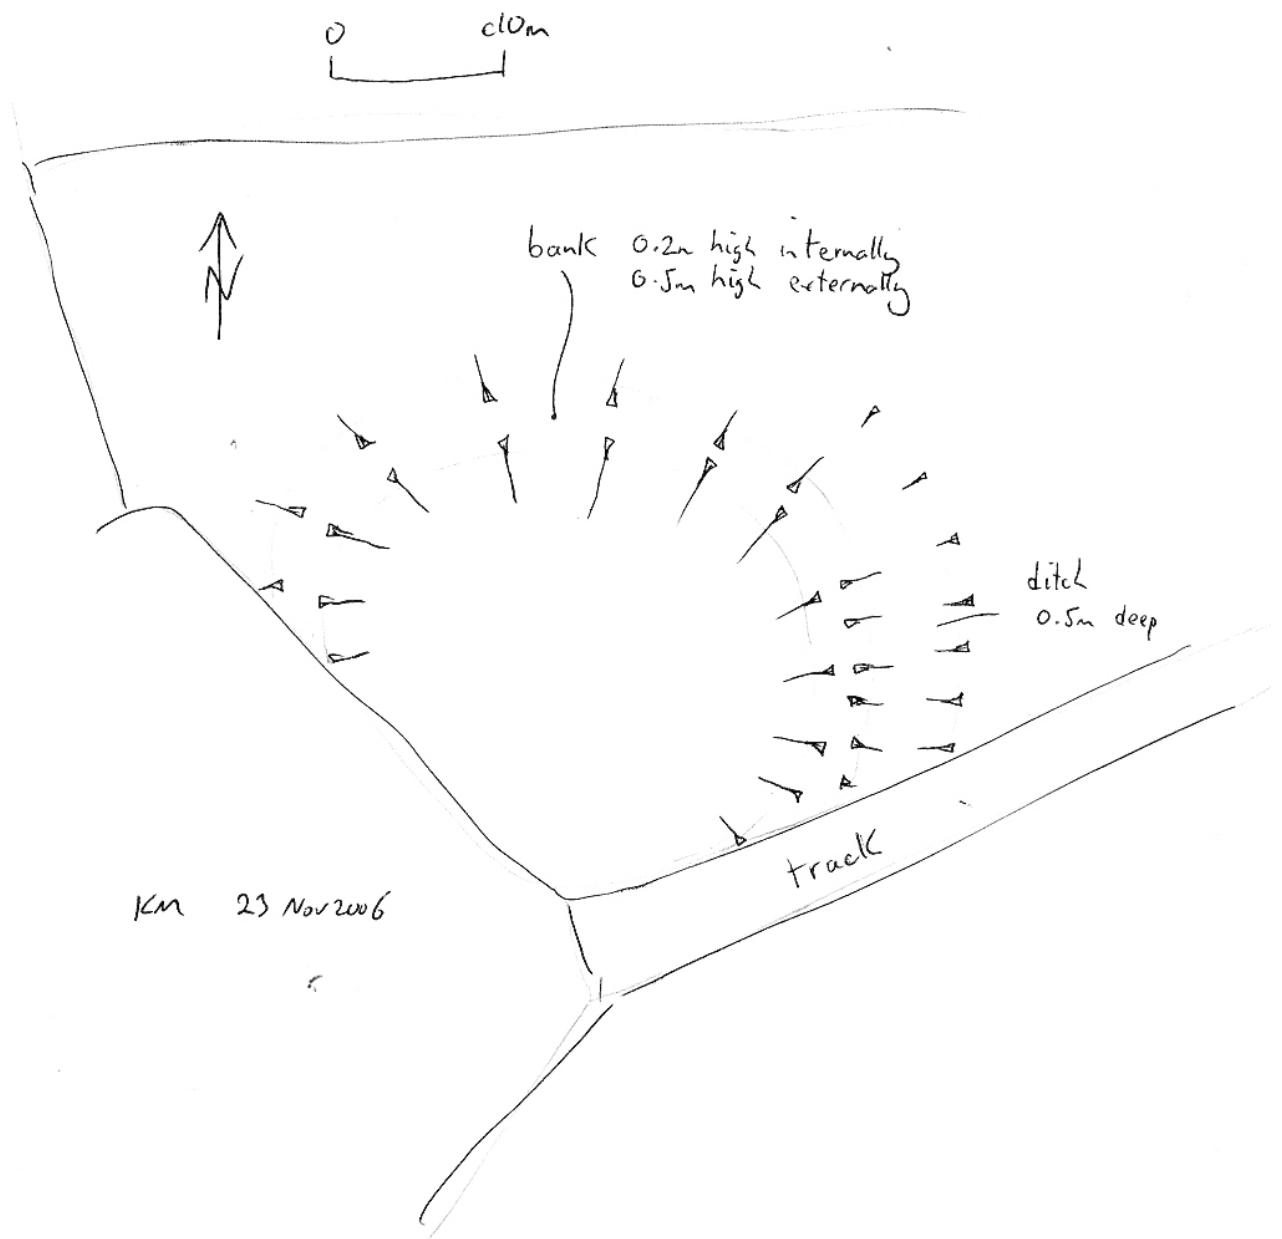 0 c10m
N
bank 0.2m high internally
0.5m high externally
ditch
0.5m deep
track
KM 23 Nov 2006